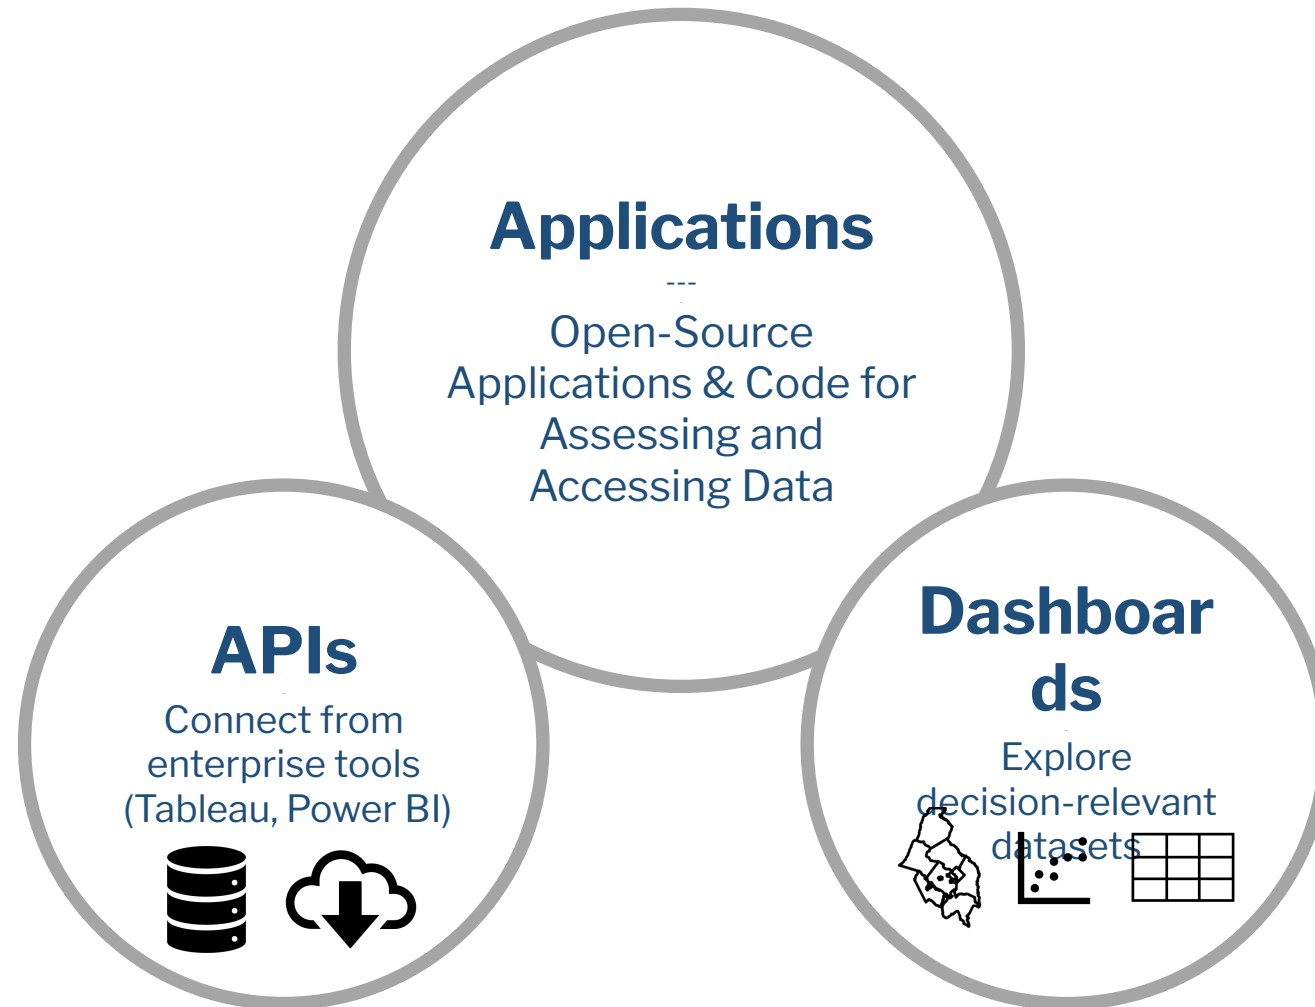 Applications
---
Open-Source
Applications & Code for
Assessing and
Accessing Data
APIs
Connect from
enterprise tools
(Tableau, Power BI)
Dashboar
ds
Explore
decision-relevant
datasets